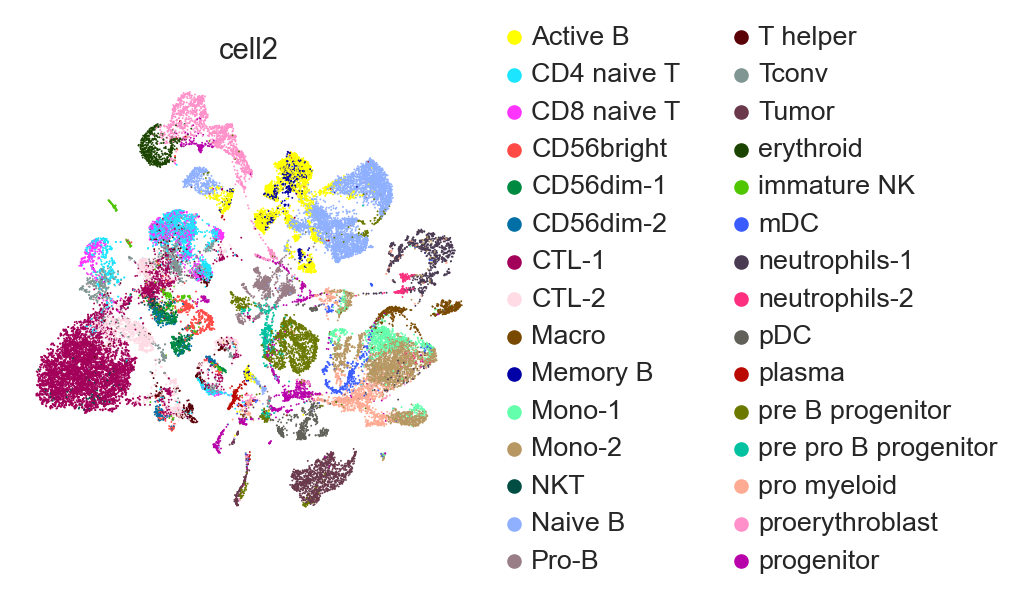 cell2
Active B
CD4 naive T
CD8 naive T
CD56bright
CD56dim-1
CD56dim-2
CTL-1
CTL-2
Macro
Memory B
Mono-1
Mono-2
NKT
Naive B
Pro-B
T helper
Tconv
Tumor
erythroid
immature NK
mDC
neutrophils-1
neutrophils-2
pDC
plasma
pre B progenitor
pre pro B progenitor
pro myeloid
proerythroblast
progenitor